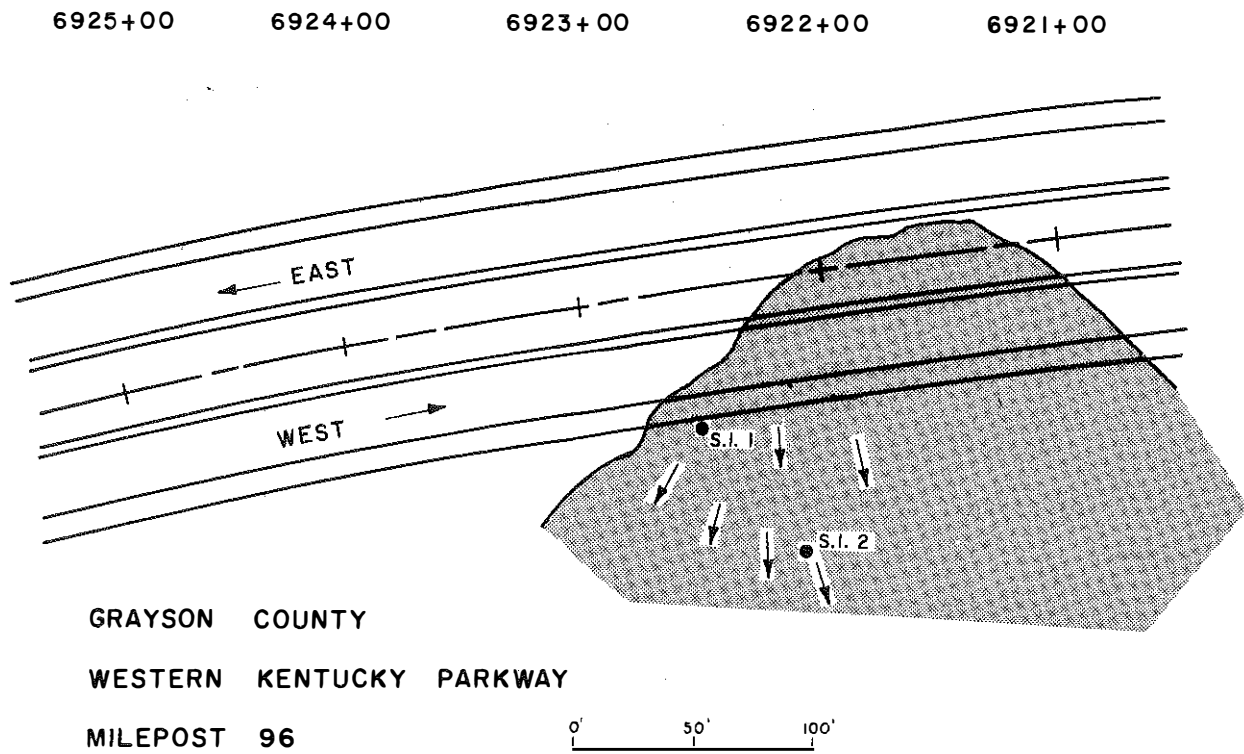 6925+00 6924+00 6923+00 6922+00 6921+00
EAST
WEST
S.I. 1
S.I. 2
GRAYSON COUNTY
WESTERN KENTUCKY PARKWAY
MILEPOST 96
0' 50' 100'